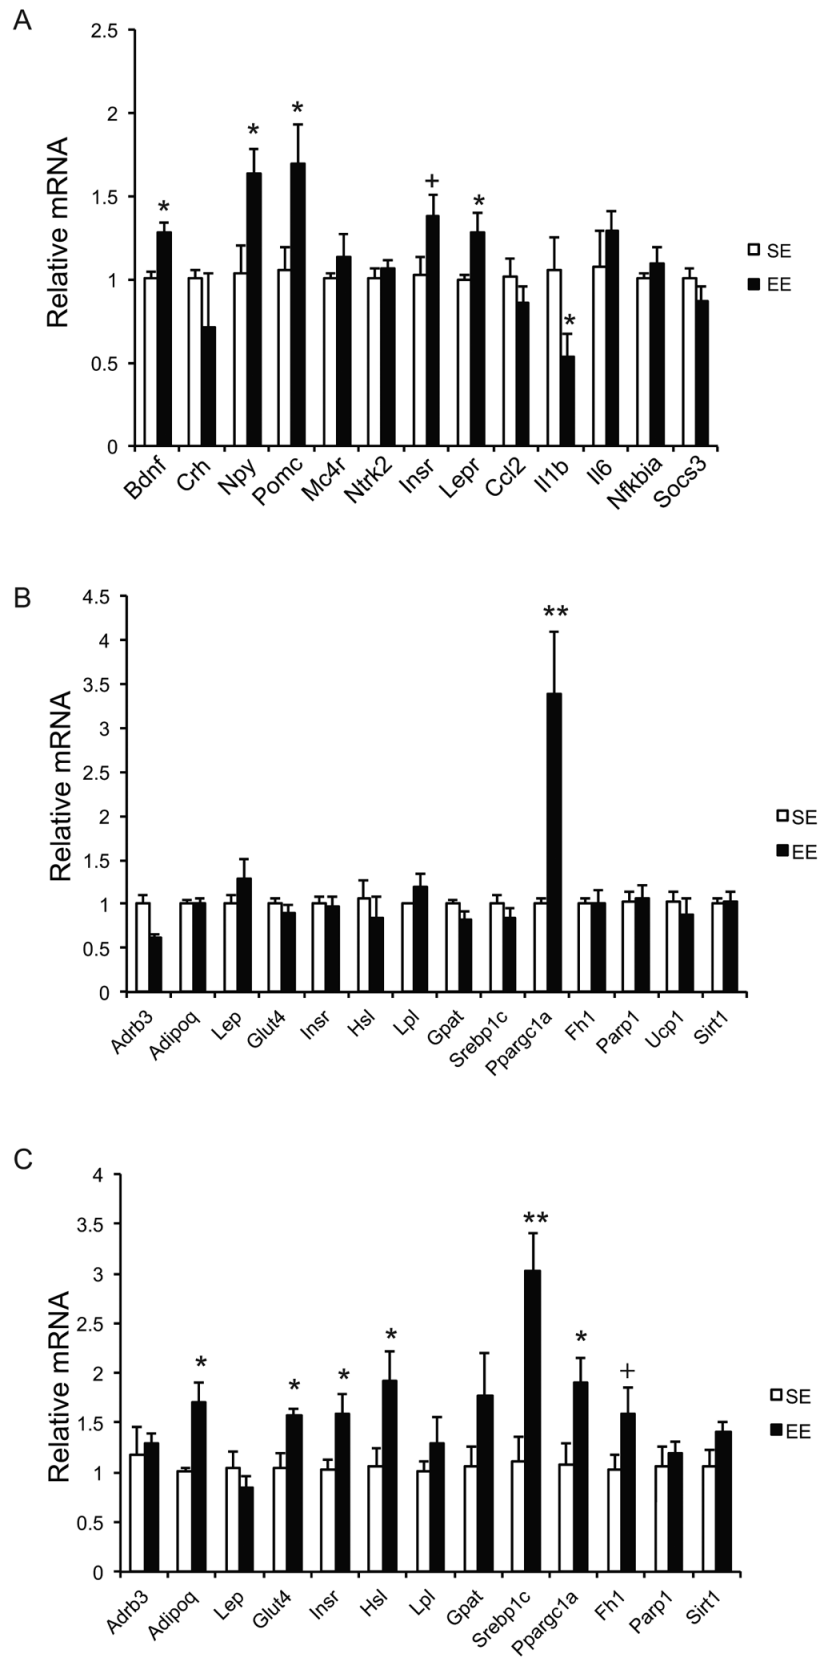 A
Relative mRNA
2.5
2
1.5
1
0.5
0
* * * + * *
SE
EE
Bdnf Crh Npy Pomc Mc4r Ntrk2 Insr Lepr Ccl2 Il1b Il6 Nfkbia Socs3
B
Relative mRNA
4.5
4
3.5
3
2.5
2
1.5
1
0.5
0
**
SE
EE
Adrb3 Adipoq Lep Glut4 Insr Hsl Lpl Gpat Srebp1c Ppargc1a Fh1 Parp1 Ucp1 Sirt1
C
Relative mRNA
4
3.5
3
2.5
2
1.5
1
0.5
0
* * * * ** * +
SE
EE
Adrb3 Adipoq Lep Glut4 Insr Hsl Lpl Gpat Srebp1c Ppargc1a Fh1 Parp1 Sirt1